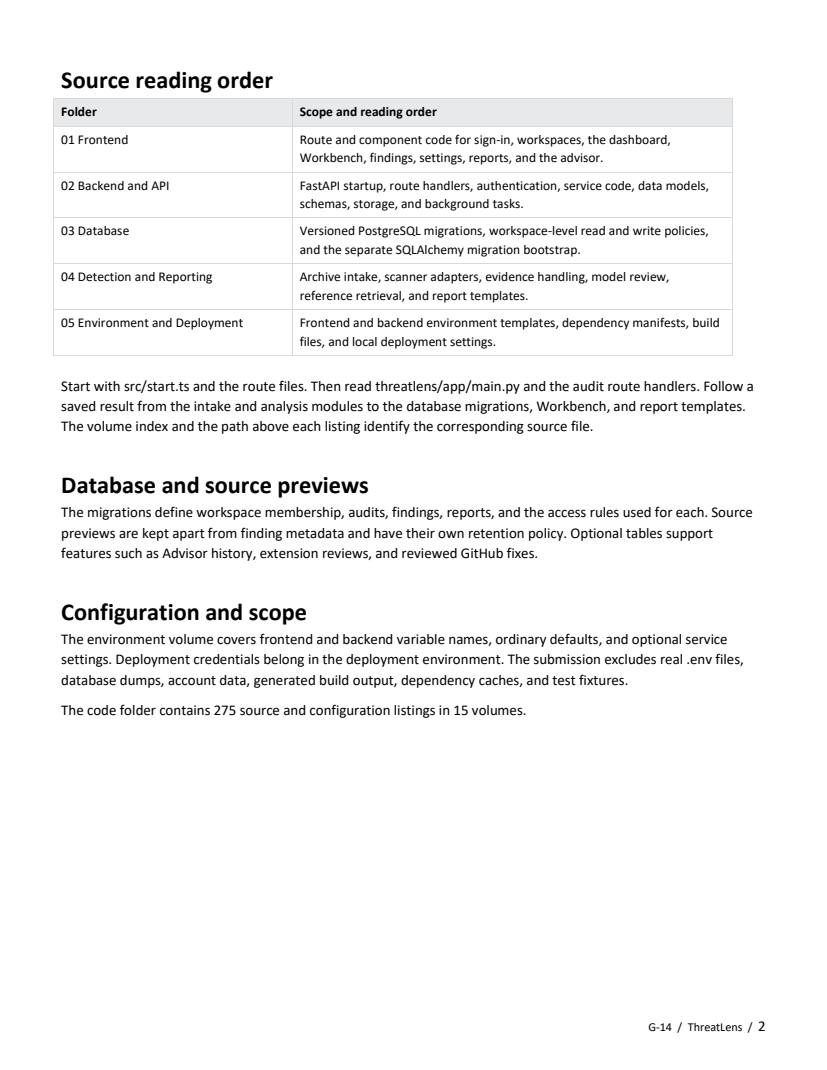 Source reading order
Folder
Scope and reading order
01 Frontend
Route and component code for sign-in, workspaces, the dashboard,
Workbench, findings, settings, reports, and the advisor.
02 Backend and API
FastAPI startup, route handlers, authentication, service code, data models,
schemas, storage, and background tasks.
03 Database
Versioned PostgreSQL migrations, workspace-level read and write policies,
and the separate SQLAlchemy migration bootstrap.
04 Detection and Reporting
Archive intake, scanner adapters, evidence handling, model review,
reference retrieval, and report templates.
05 Environment and Deployment
Frontend and backend environment templates, dependency manifests, build
files, and local deployment settings.
Start with src/start.ts and the route files. Then read threatlens/app/main.py and the audit route handlers. Follow a
saved result from the intake and analysis modules to the database migrations, Workbench, and report templates.
The volume index and the path above each listing identify the corresponding source file.
Database and source previews
The migrations define workspace membership, audits, findings, reports, and the access rules used for each. Source
previews are kept apart from finding metadata and have their own retention policy. Optional tables support
features such as Advisor history, extension reviews, and reviewed GitHub fixes.
Configuration and scope
The environment volume covers frontend and backend variable names, ordinary defaults, and optional service
settings. Deployment credentials belong in the deployment environment. The submission excludes real .env files,
database dumps, account data, generated build output, dependency caches, and test fixtures.
The code folder contains 275 source and configuration listings in 15 volumes.
G-14 / ThreatLens / 2